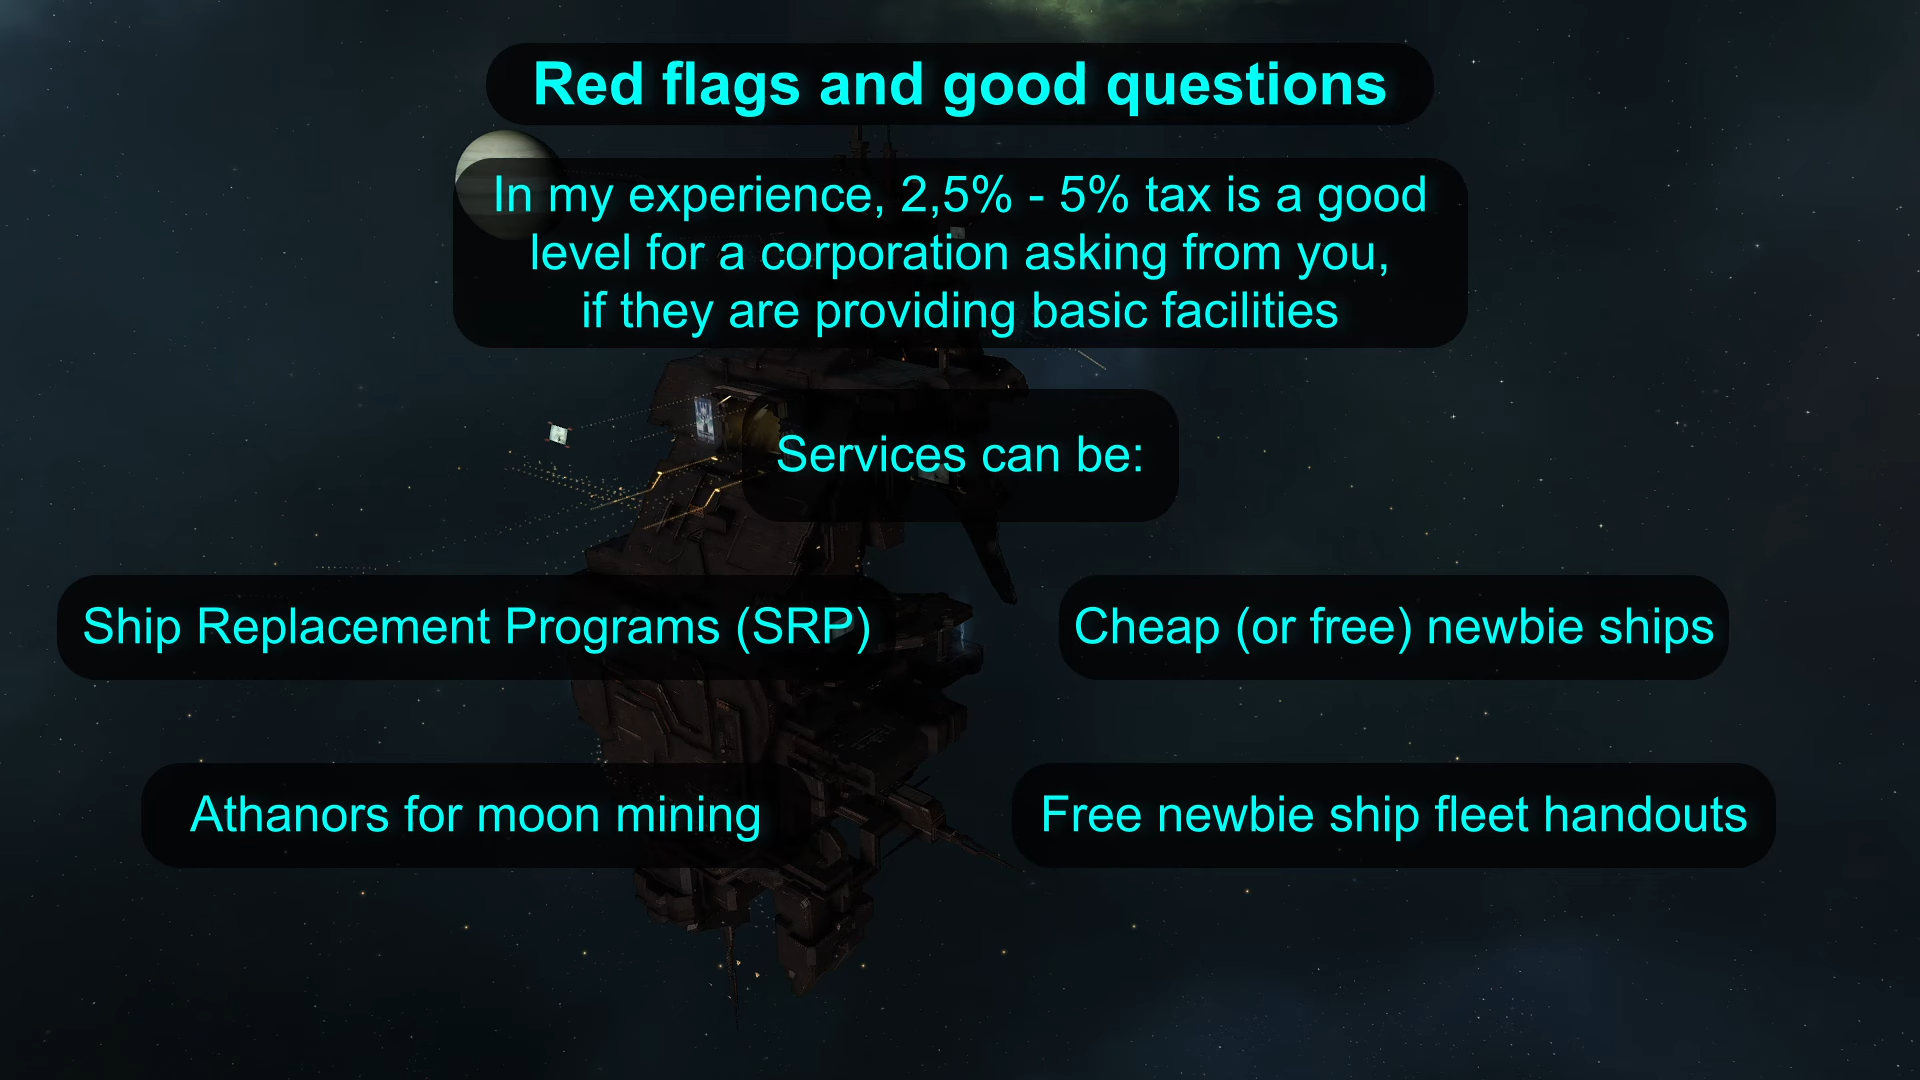 Red flags and good questions
In my experience, 2,5% - 5% tax is a good
level for a corporation asking from you,
if they are providing basic facilities
Services can be:
Ship Replacement Programs (SRP)
Cheap (or free) newbie ships
Athanors for moon mining
Free newbie ship fleet handouts